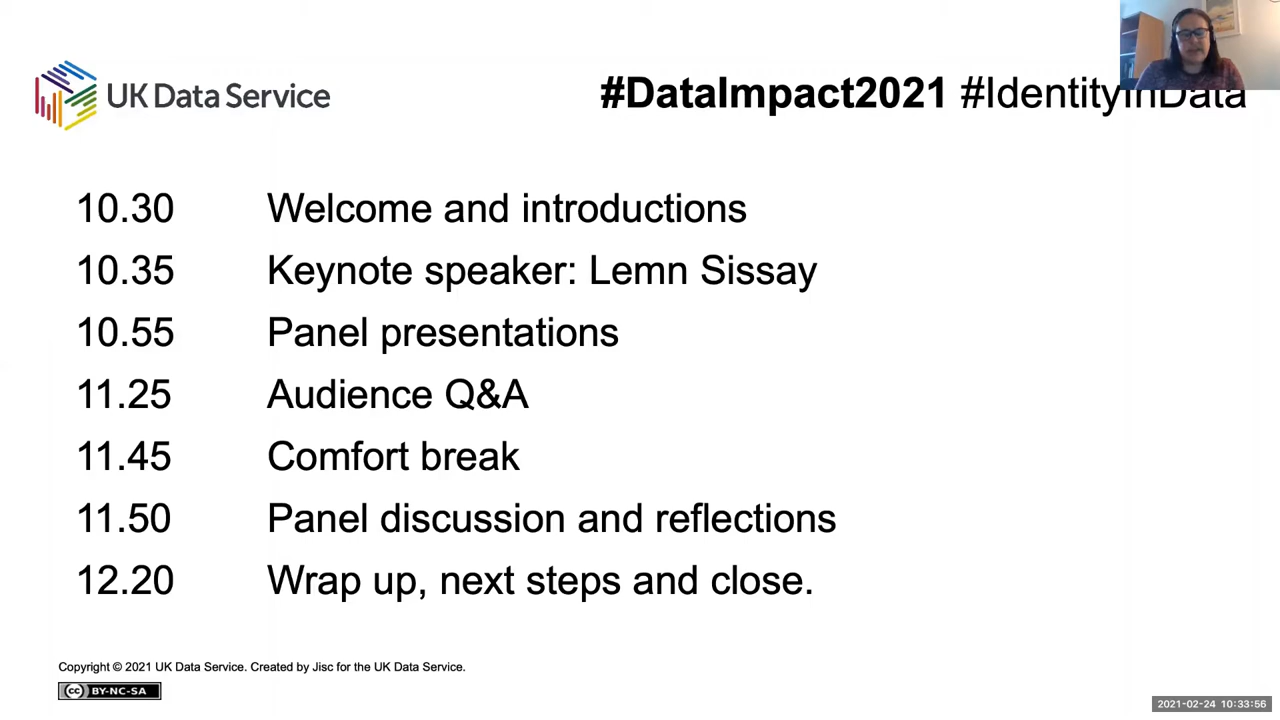 UK Data Service
#DataImpact2021 #IdentityInData
10.30 Welcome and introductions
10.35 Keynote speaker: Lemn Sissay
10.55 Panel presentations
11.25 Audience Q&A
11.45 Comfort break
11.50 Panel discussion and reflections
12.20 Wrap up, next steps and close.
Copyright © 2021 UK Data Service. Created by Jisc for the UK Data Service.
cc BY-NC-SA
2021-02-24 10:33:56